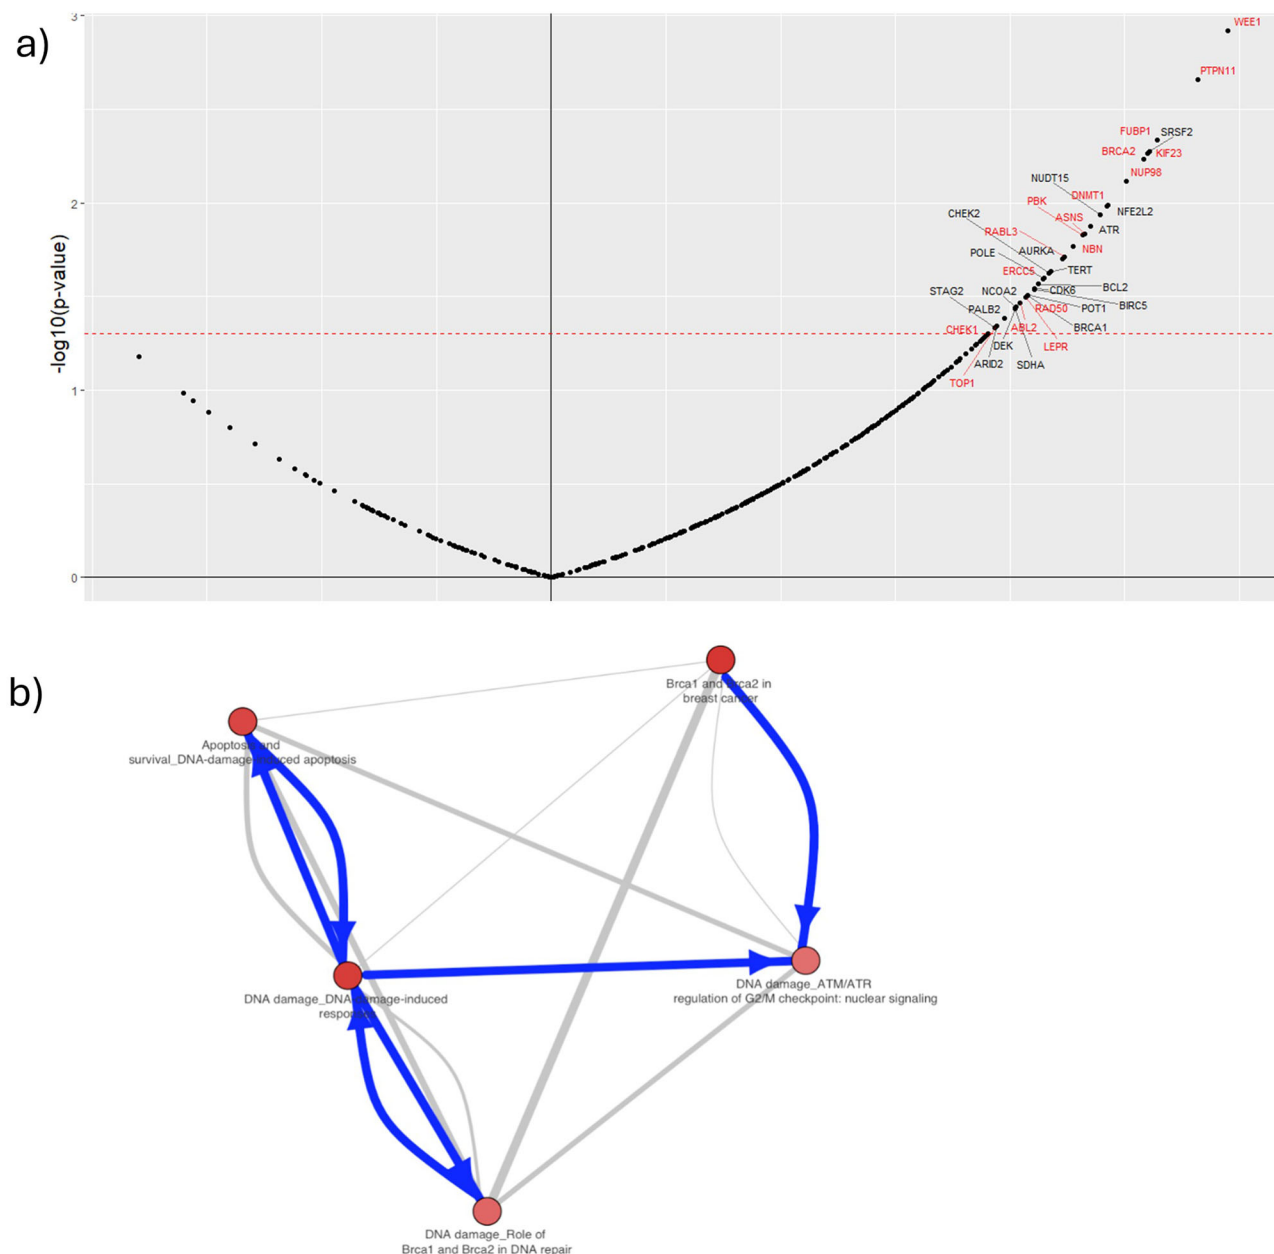 a)
3
2
1
0
-log10(p-value)
WEE1
PTPN11
FUBP1 SRSF2
BRCA2 KIF23
NUP98
NUDT15
DNMT1
PBK
NFE2L2
CHEK2
ASNS
RABL3
ATR
AURKA
NBN
POLE
ERCC5
TERT
STAG2
NCOA2
CDK6
BCL2
PALB2
RAD50
POT1
BIRC5
CHEK1
ABL2
BRCA1
DEK
LEPR
ARID2
SDHA
TOP1
b)
Brca1 and Brca2 in
breast cancer
Apoptosis and
survival_DNA-damage-induced apoptosis
DNA damage_DNA-damage-induced
responses
DNA damage_ATM/ATR
regulation of G2/M checkpoint: nuclear signaling
DNA damage_Role of
Brca1 and Brca2 in DNA repair